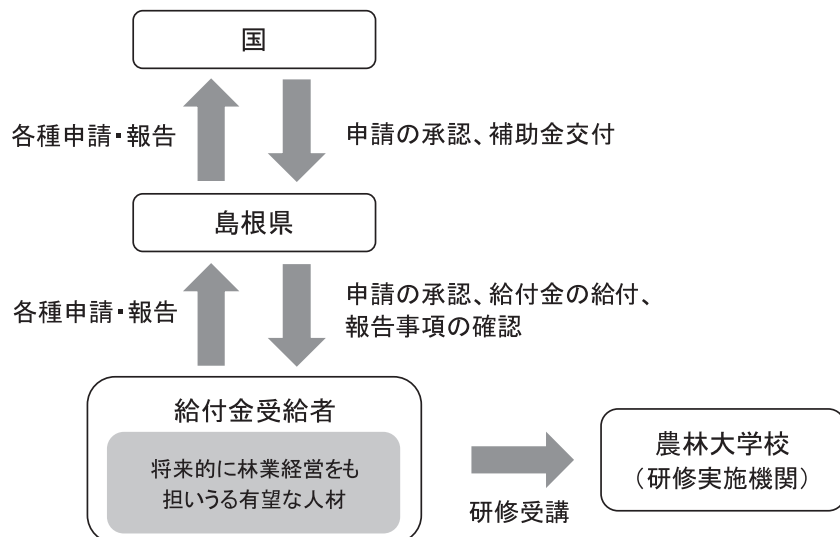 国
各種申請・報告
申請の承認、補助金交付
島根県
各種申請・報告
申請の承認、給付金の給付、
報告事項の確認
給付金受給者
将来的に林業経営をも
担いうる有望な人材
研修受講
農林大学校
（研修実施機関）